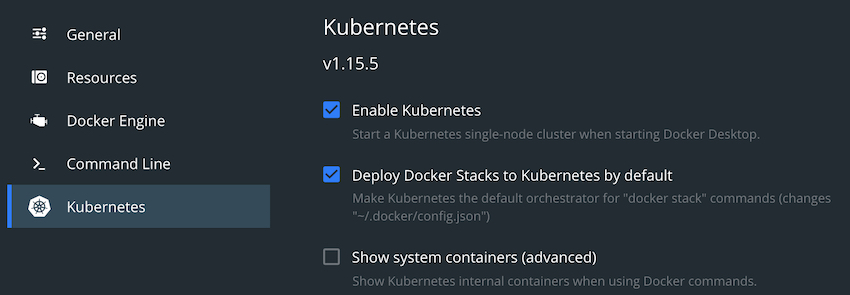 General
Resources
Docker Engine
Command Line
Kubernetes
Kubernetes
v1.15.5
Enable Kubernetes
Start a Kubernetes single-node cluster when starting Docker Desktop.
Deploy Docker Stacks to Kubernetes by default
Make Kubernetes the default orchestrator for "docker stack" commands (changes
"~/.docker/config.json")
Show system containers (advanced)
Show Kubernetes internal containers when using Docker commands.